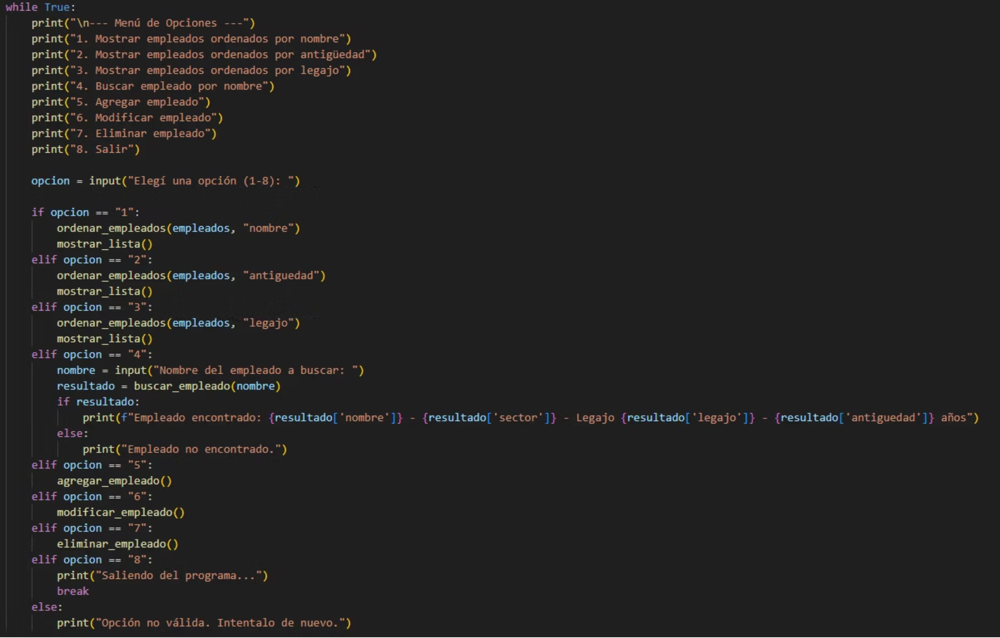 while True:
    print("\n--- Menú de Opciones ---")
    print("1. Mostrar empleados ordenados por nombre")
    print("2. Mostrar empleados ordenados por antigüedad")
    print("3. Mostrar empleados ordenados por legajo")
    print("4. Buscar empleado por nombre")
    print("5. Agregar empleado")
    print("6. Modificar empleado")
    print("7. Eliminar empleado")
    print("8. Salir")

    opcion = input("Elegí una opción (1-8): ")

    if opcion == "1":
        ordenar_empleados(empleados, "nombre")
        mostrar_lista()
    elif opcion == "2":
        ordenar_empleados(empleados, "antiguedad")
        mostrar_lista()
    elif opcion == "3":
        ordenar_empleados(empleados, "legajo")
        mostrar_lista()
    elif opcion == "4":
        nombre = input("Nombre del empleado a buscar: ")
        resultado = buscar_empleado(nombre)
        if resultado:
            print(f"Empleado encontrado: {resultado['nombre']} - {resultado['sector']} - Legajo {resultado['legajo']} - {resultado['antiguedad']} años")
        else:
            print("Empleado no encontrado.")
    elif opcion == "5":
        agregar_empleado()
    elif opcion == "6":
        modificar_empleado()
    elif opcion == "7":
        eliminar_empleado()
    elif opcion == "8":
        print("Saliendo del programa...")
        break
    else:
        print("Opción no válida. Intentalo de nuevo.")